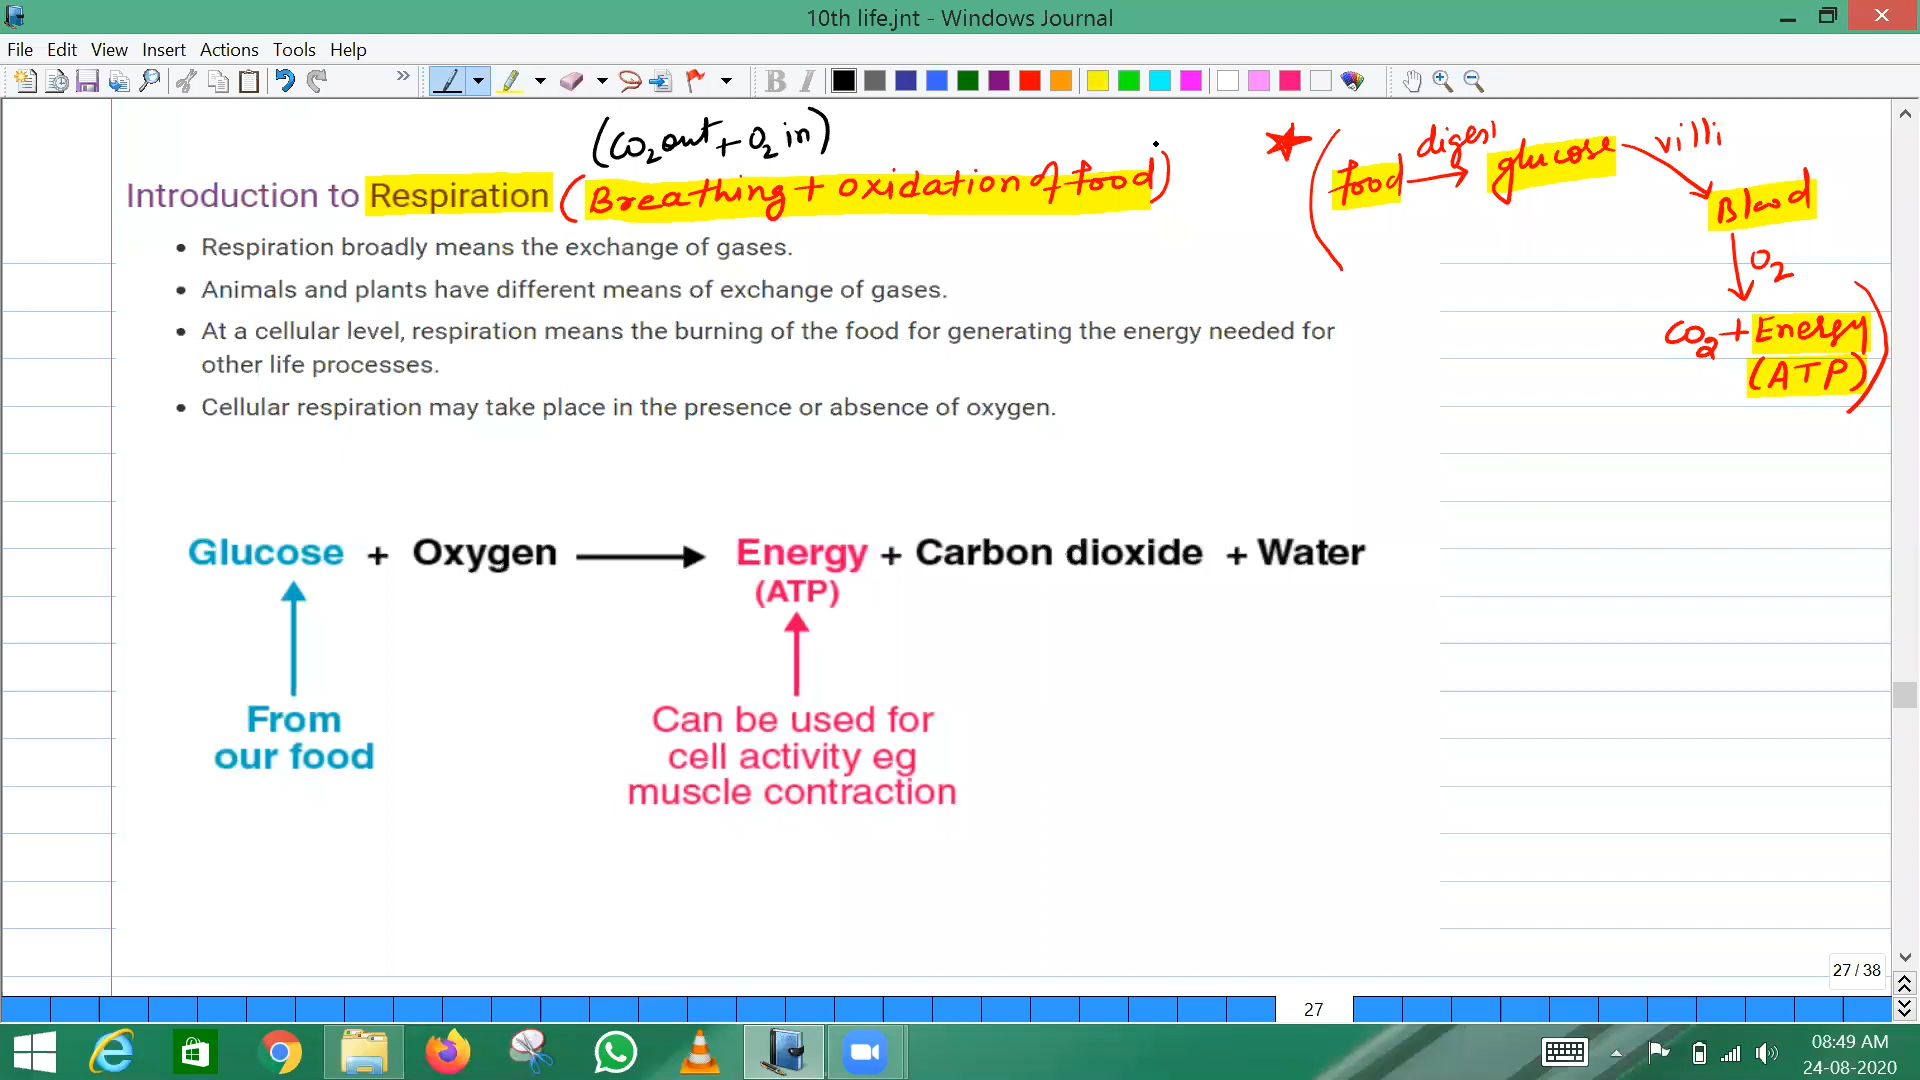 10th life.jnt - Windows Journal
File Edit View Insert Actions Tools Help
(CO2 out + O2 in)
Introduction to Respiration (Breathing + Oxidation of food)
food digest glucose villi
Blood
O2
CO2 + Energy
(ATP)
Respiration broadly means the exchange of gases.
Animals and plants have different means of exchange of gases.
At a cellular level, respiration means the burning of the food for generating the energy needed for
other life processes.
Cellular respiration may take place in the presence or absence of oxygen.
Glucose + Oxygen Energy + Carbon dioxide + Water
(ATP)
From
our food
Can be used for
cell activity eg
muscle contraction
27 / 38
27
08:49 AM
24-08-2020